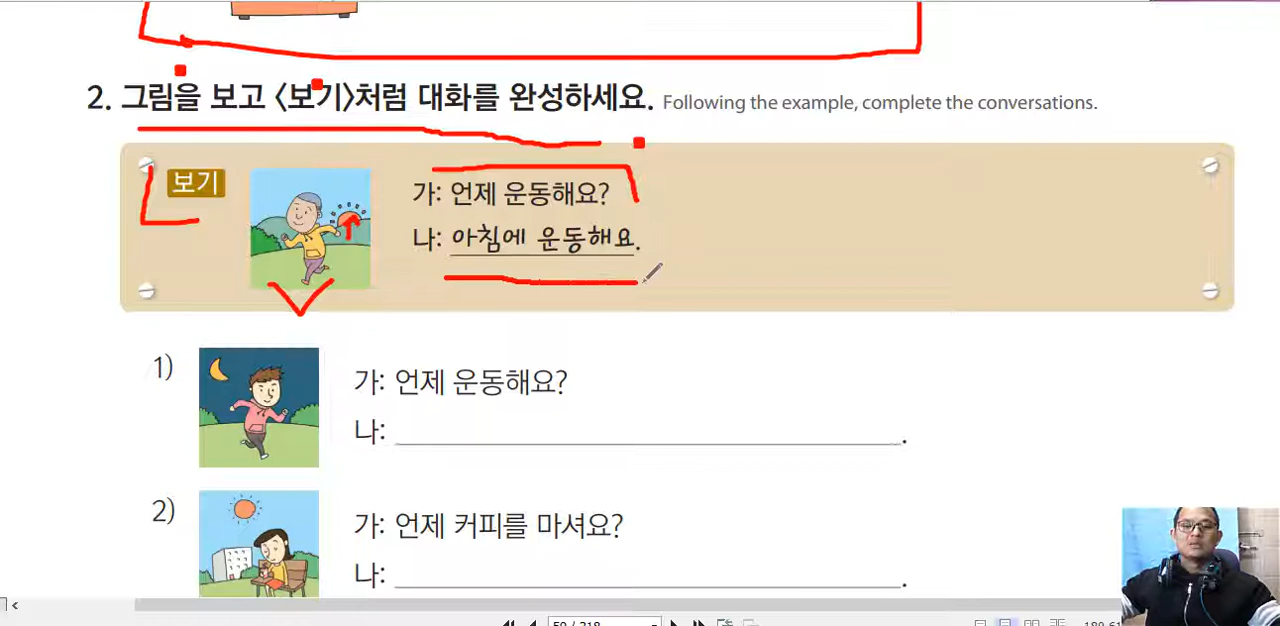 2. 그림을 보고 〈보기〉처럼 대화를 완성하세요. Following the example, complete the conversations.
보기
가: 언제 운동해요?
나: 아침에 운동해요.
1)
가: 언제 운동해요?
나: .
2)
가: 언제 커피를 마셔요?
나: .